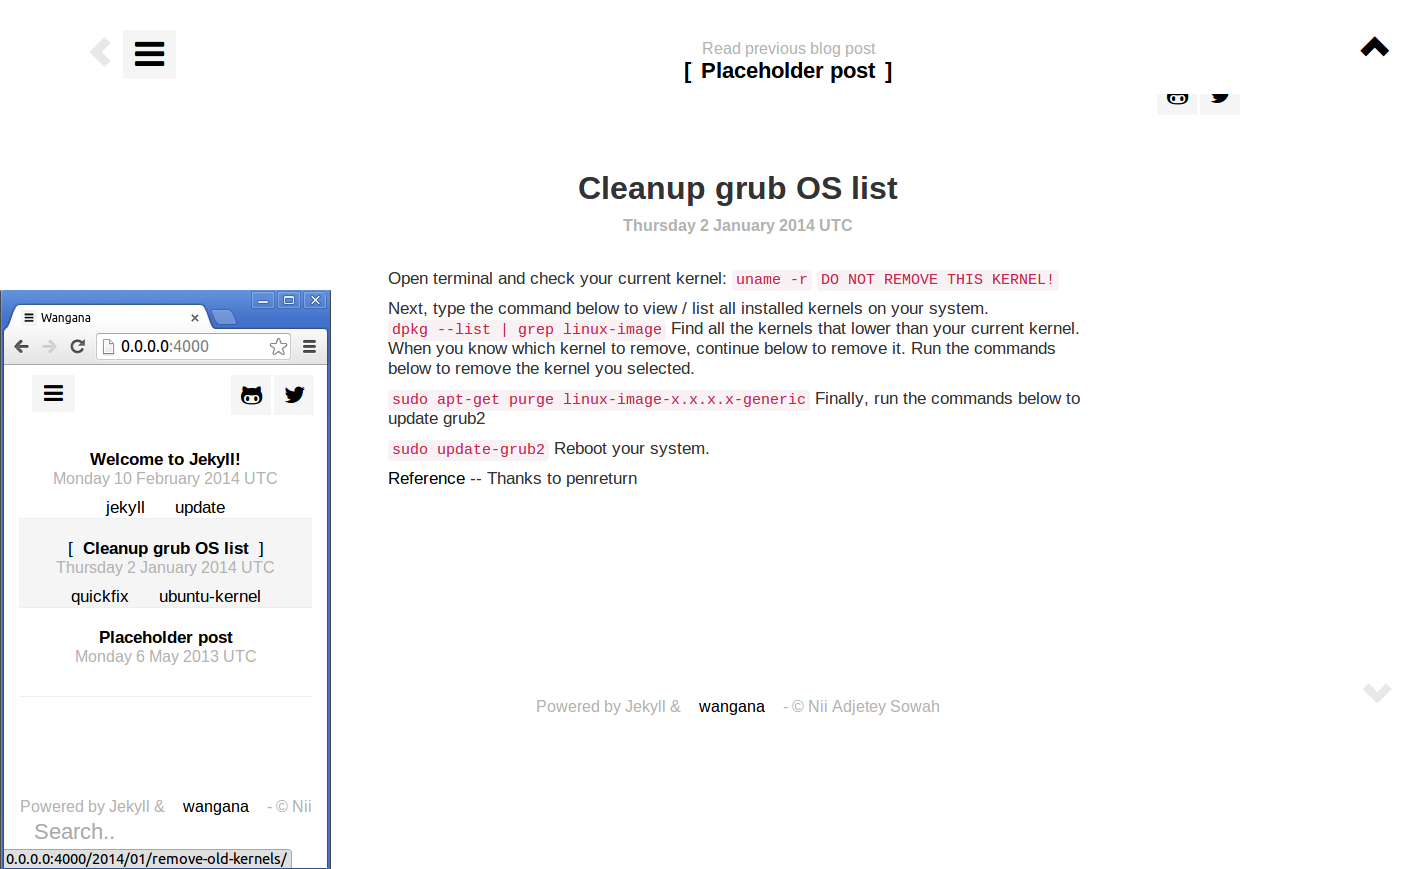 Read previous blog post
[ Placeholder post ]
Cleanup grub OS list
Thursday 2 January 2014 UTC
Open terminal and check your current kernel: uname -r DO NOT REMOVE THIS KERNEL!
Next, type the command below to view / list all installed kernels on your system.
dpkg --list | grep linux-image Find all the kernels that lower than your current kernel.
When you know which kernel to remove, continue below to remove it. Run the commands
below to remove the kernel you selected.
sudo apt-get purge linux-image-x.x.x.x-generic Finally, run the commands below to
update grub2
sudo update-grub2 Reboot your system.
Reference -- Thanks to penreturn
Powered by Jekyll & wangana - © Nii Adjetey Sowah
Wangana
0.0.0.0:4000
Welcome to Jekyll!
Monday 10 February 2014 UTC
jekyll update
[ Cleanup grub OS list ]
Thursday 2 January 2014 UTC
quickfix ubuntu-kernel
Placeholder post
Monday 6 May 2013 UTC
Powered by Jekyll & wangana - © Nii
Search..
0.0.0.0:4000/2014/01/remove-old-kernels/